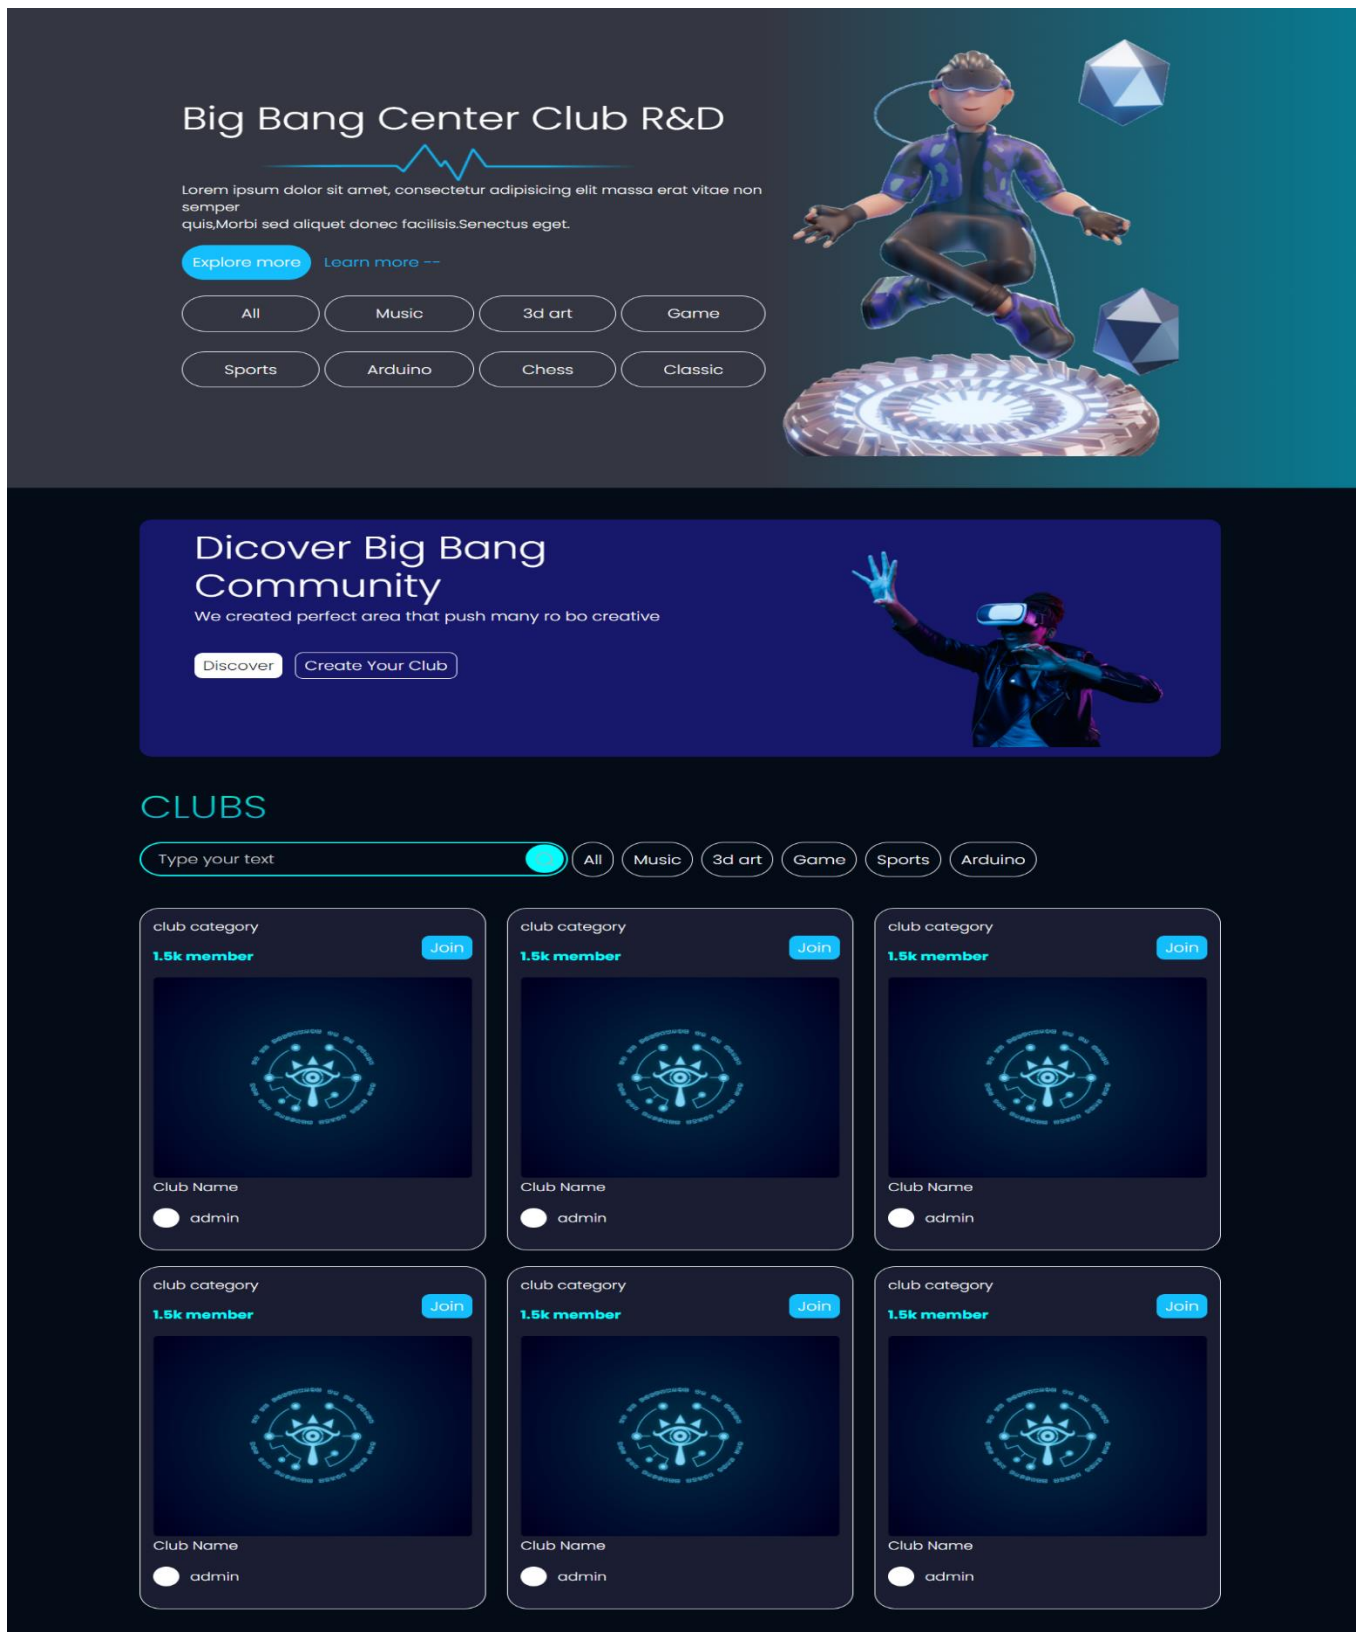 Big Bang Center Club R&D
Lorem ipsum dolor sit amet, consectetur adipisicing elit massa erat vitae non
semper
quis,Morbi sed aliquet donec facilisis.Senectus eget.
Explore more Learn more --
All Music 3d art Game
Sports Arduino Chess Classic
Dicover Big Bang
Community
We created perfect area that push many ro bo creative
Discover Create Your Club
CLUBS
Type your text All Music 3d art Game Sports Arduino
club category club category club category
Join Join Join
1.5k member 1.5k member 1.5k member
Club Name Club Name Club Name
admin admin admin
club category club category club category
Join Join Join
1.5k member 1.5k member 1.5k member
Club Name Club Name Club Name
admin admin admin